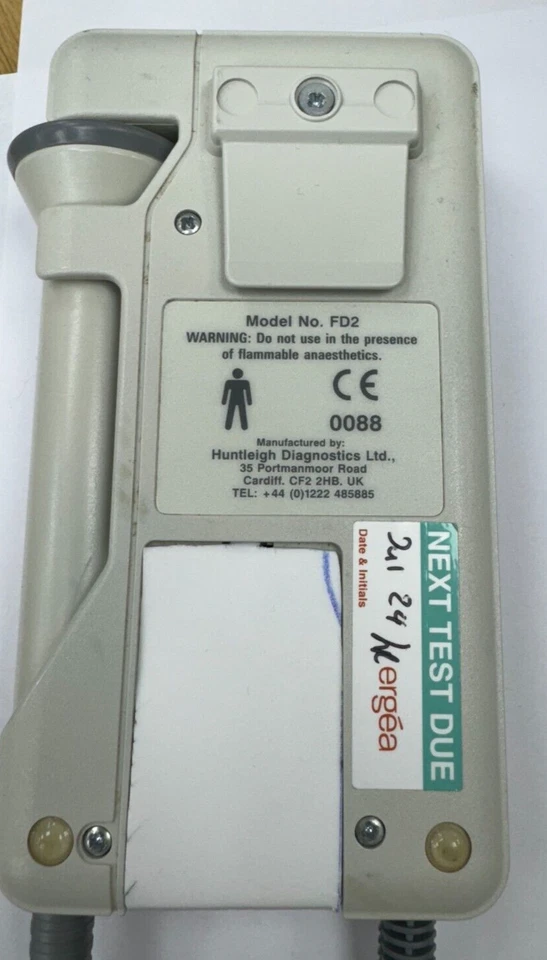 Model No. FD2
WARNING: Do not use in the presence
of flammable anaesthetics.
CE
0088
Manufactured by:
Huntleigh Diagnostics Ltd.,
35 Portmanmoor Road
Cardiff. CF2 2HB. UK
TEL: +44 (0)1222 485885
NEXT TEST DUE
Jul 24
Date & Initials
ergéa